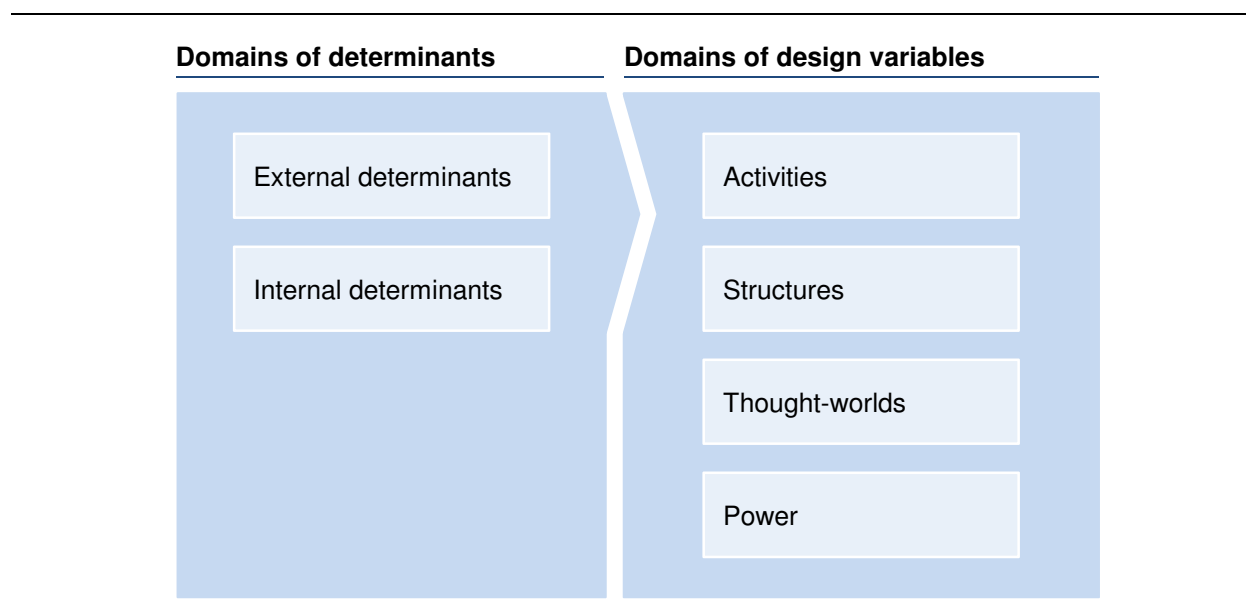 Domains of determinants
Domains of design variables
External determinants
Internal determinants
Activities
Structures
Thought-worlds
Power